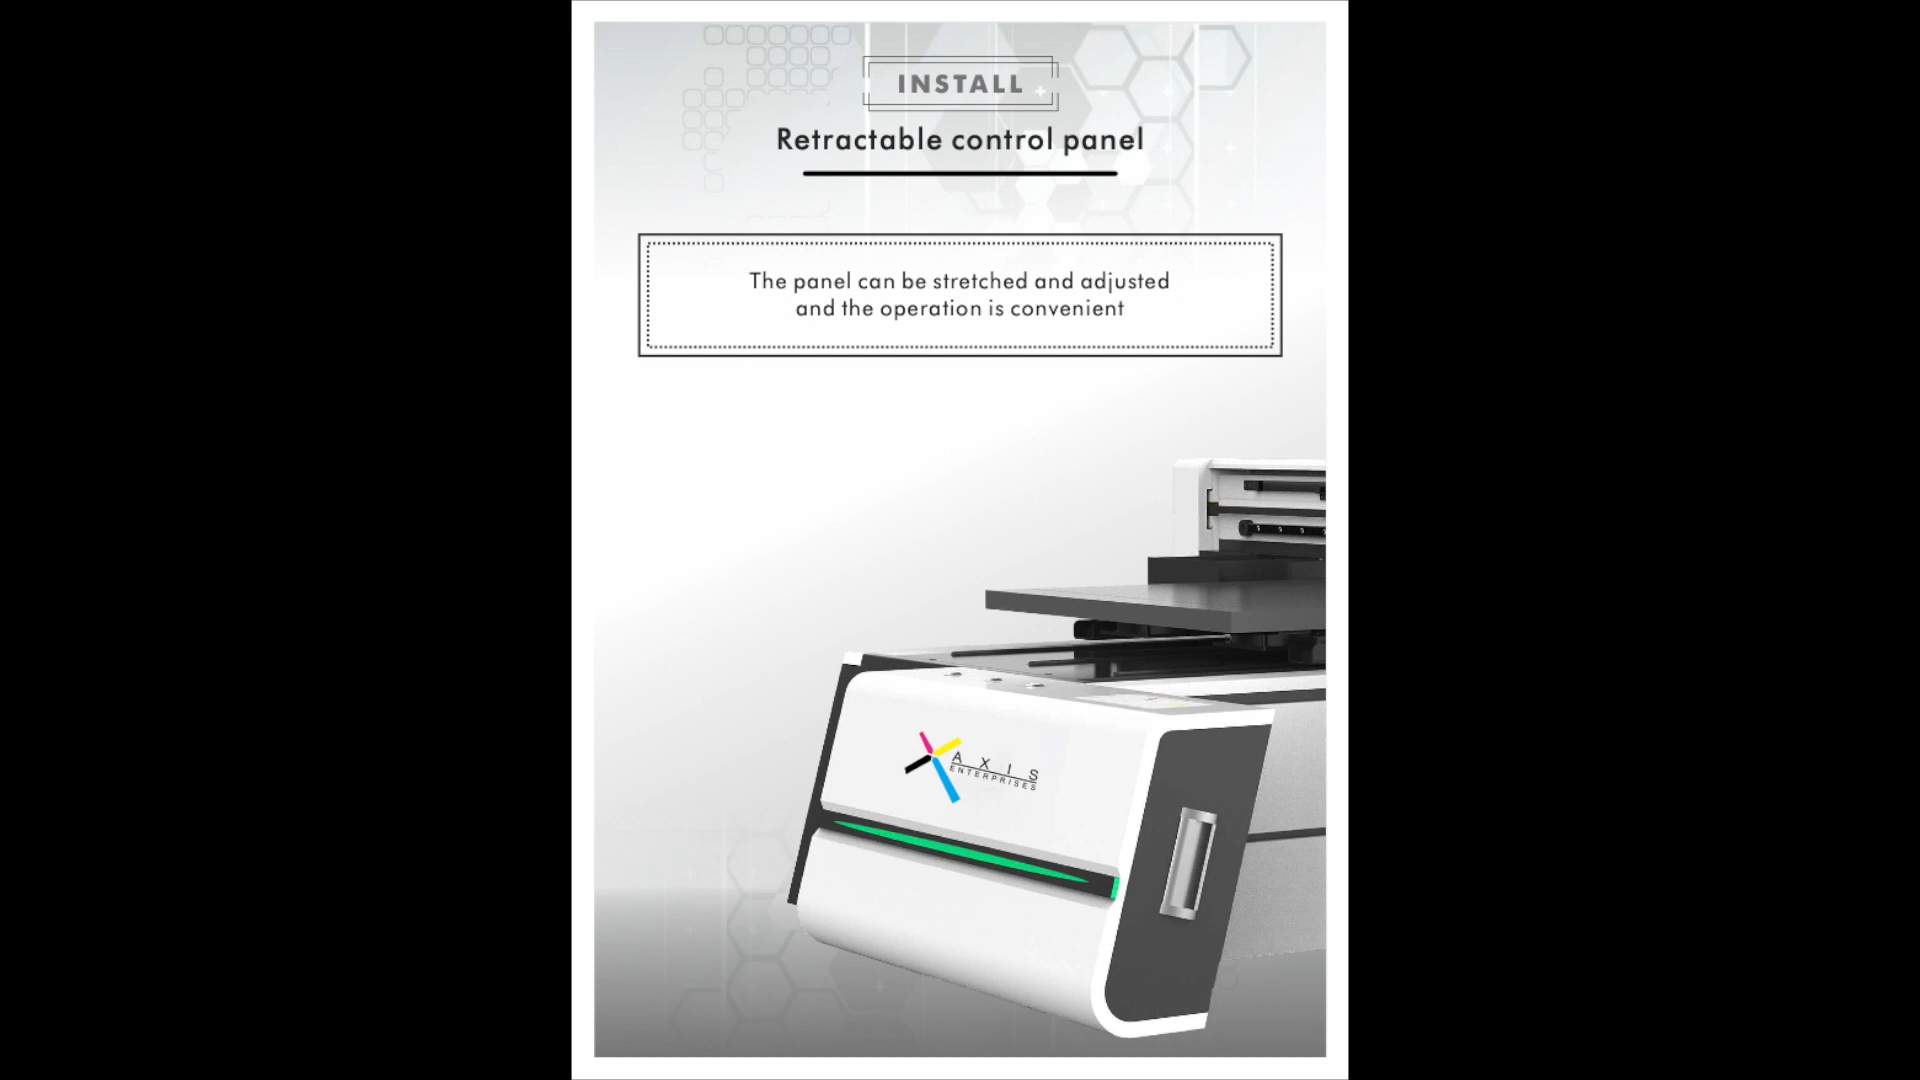 INSTALL
Retractable control panel
The panel can be stretched and adjusted
and the operation is convenient
AXIS
ENTERPRISES